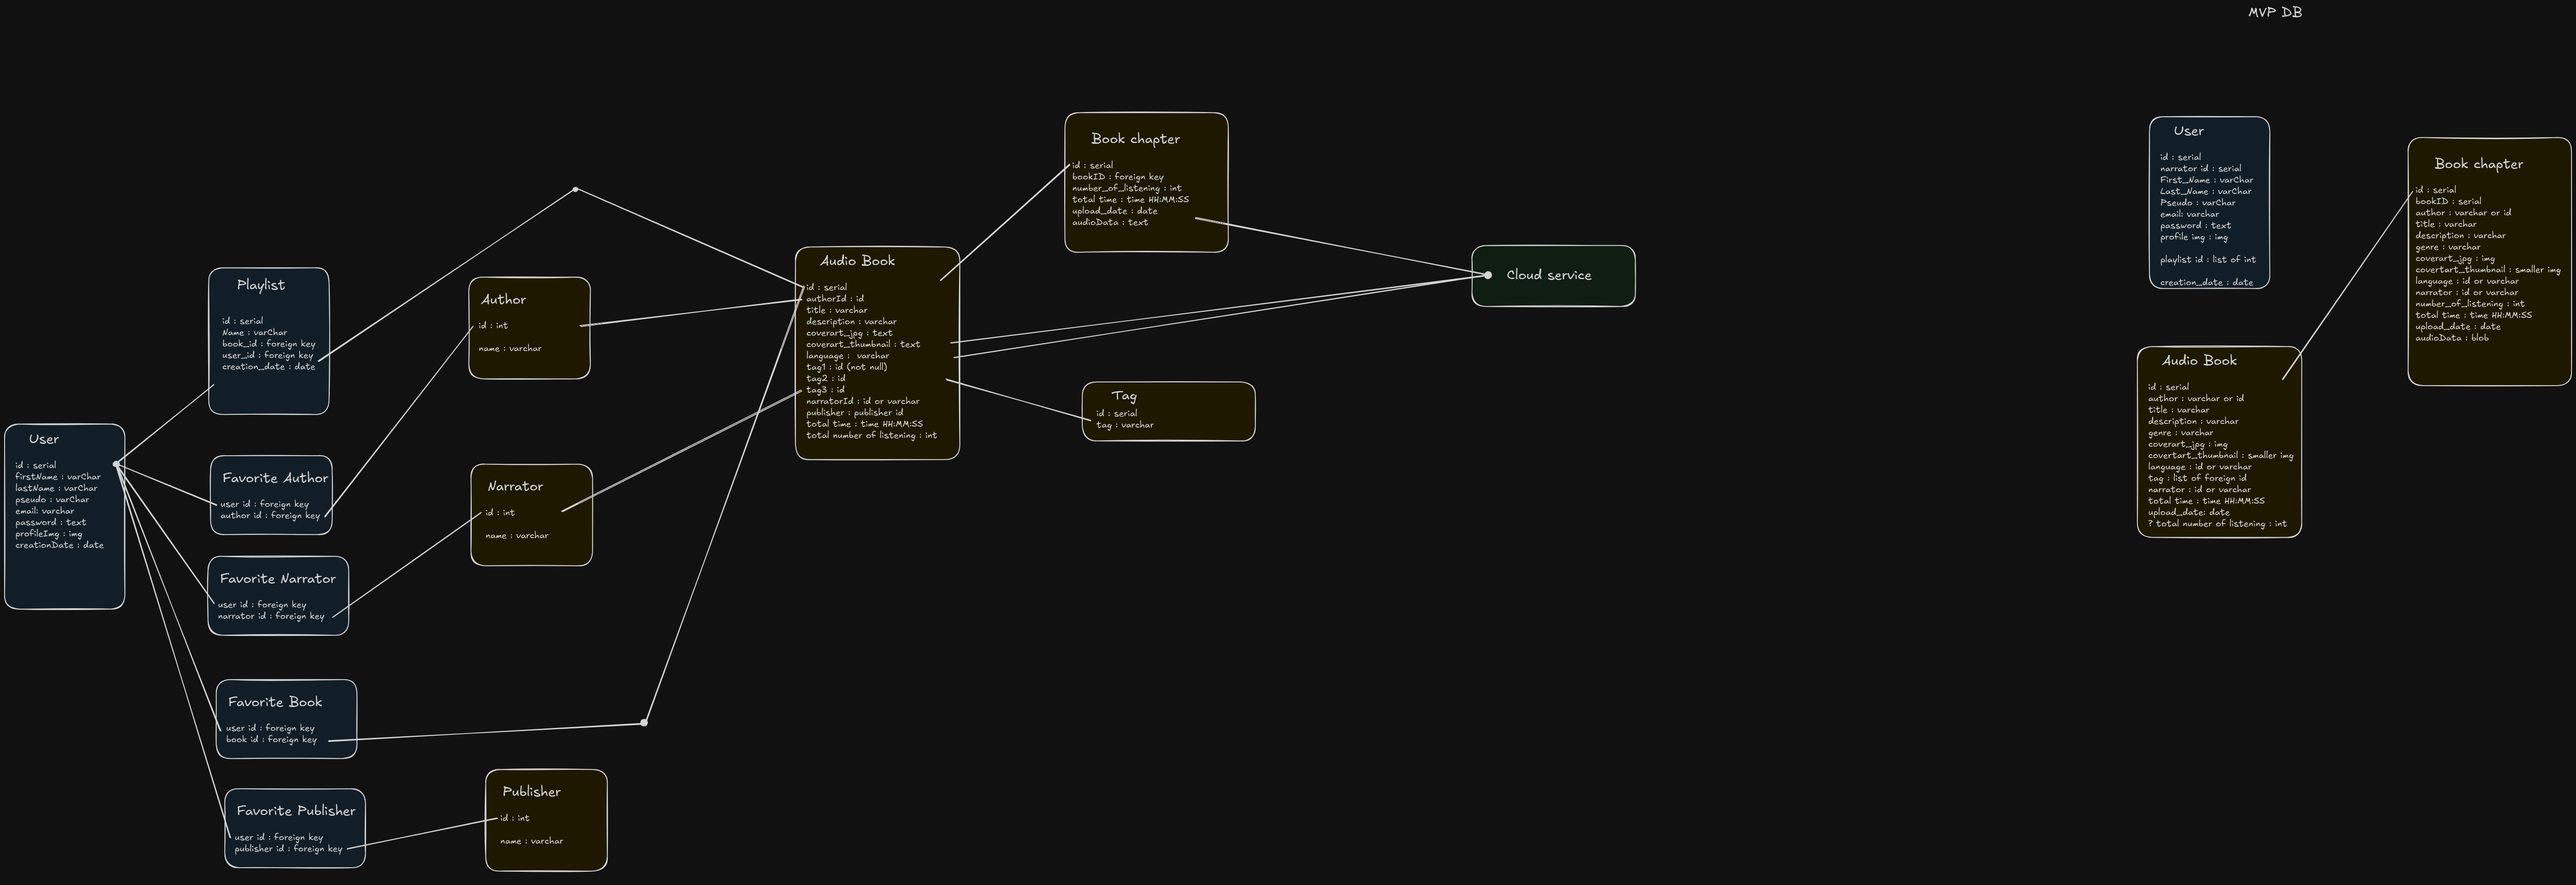 MVP DB
User
id : serial
firstName : varChar
lastName : varChar
pseudo : varChar
email: varchar
password : text
profileImg : img
creationDate : date
Playlist
id : serial
Name : varChar
book_id : foreign key
user_id : foreign key
creation_date : date
Favorite Author
user id : foreign key
author id : foreign key
Favorite Narrator
user id : foreign key
narrator id : foreign key
Favorite Book
user id : foreign key
book id : foreign key
Favorite Publisher
user id : foreign key
publisher id : foreign key
Author
id : int
name : varchar
Narrator
id : int
name : varchar
Publisher
id : int
name : varchar
Audio Book
id : serial
authorId : id
title : varchar
description : varchar
coverart_jpg : text
coverart_thumbnail : text
language : varchar
tag1 : id (not null)
tag2 : id
tag3 : id
narratorId : id or varchar
publisher : publisher id
total time : time HH:MM:SS
total number of listening : int
Book chapter
id : serial
bookID : foreign key
number_of_listening : int
total time : time HH:MM:SS
upload_date : date
audioData : text
Tag
id : serial
tag : varchar
Cloud service
User
id : serial
narrator id : serial
First_Name : varChar
Last_Name : varChar
Pseudo : varChar
email: varchar
password : text
profile img : img
playlist id : list of int
creation_date : date
Audio Book
id : serial
author : varchar or id
title : varchar
description : varchar
genre : varchar
coverart_jpg : img
covertart_thumbnail : smaller img
language : id or varchar
tag : list of foreign id
narrator : id or varchar
total time : time HH:MM:SS
upload_date: date
? total number of listening : int
Book chapter
id : serial
bookID : serial
author : varchar or id
title : varchar
description : varchar
genre : varchar
coverart_jpg : img
covertart_thumbnail : smaller img
language : id or varchar
narrator : id or varchar
number_of_listening : int
total time : time HH:MM:SS
upload_date : date
audioData : blob